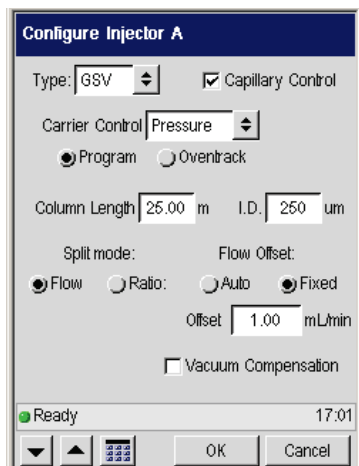 Configure Injector A
Type: GSV Capillary Control
Carrier Control Pressure
Program Oventrack
Column Length 25.00 m I.D. 250 um
Split mode: Flow Offset:
Flow Ratio: Auto Fixed
Offset 1.00 mL/min
Vacuum Compensation
Ready 17:01
OK Cancel